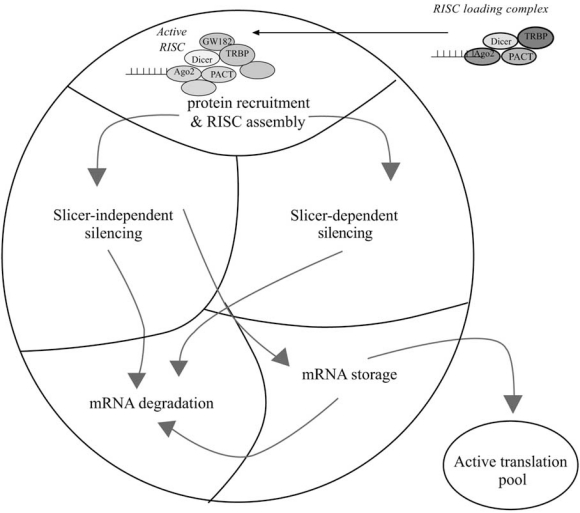 RISC loading complex
Active
RISC
GW182
TRBP
Dicer
Ago2
PACT
Dicer
TRBP
Ago2
PACT
protein recruitment
& RISC assembly
Slicer-independent
silencing
Slicer-dependent
silencing
mRNA storage
mRNA degradation
Active translation
pool